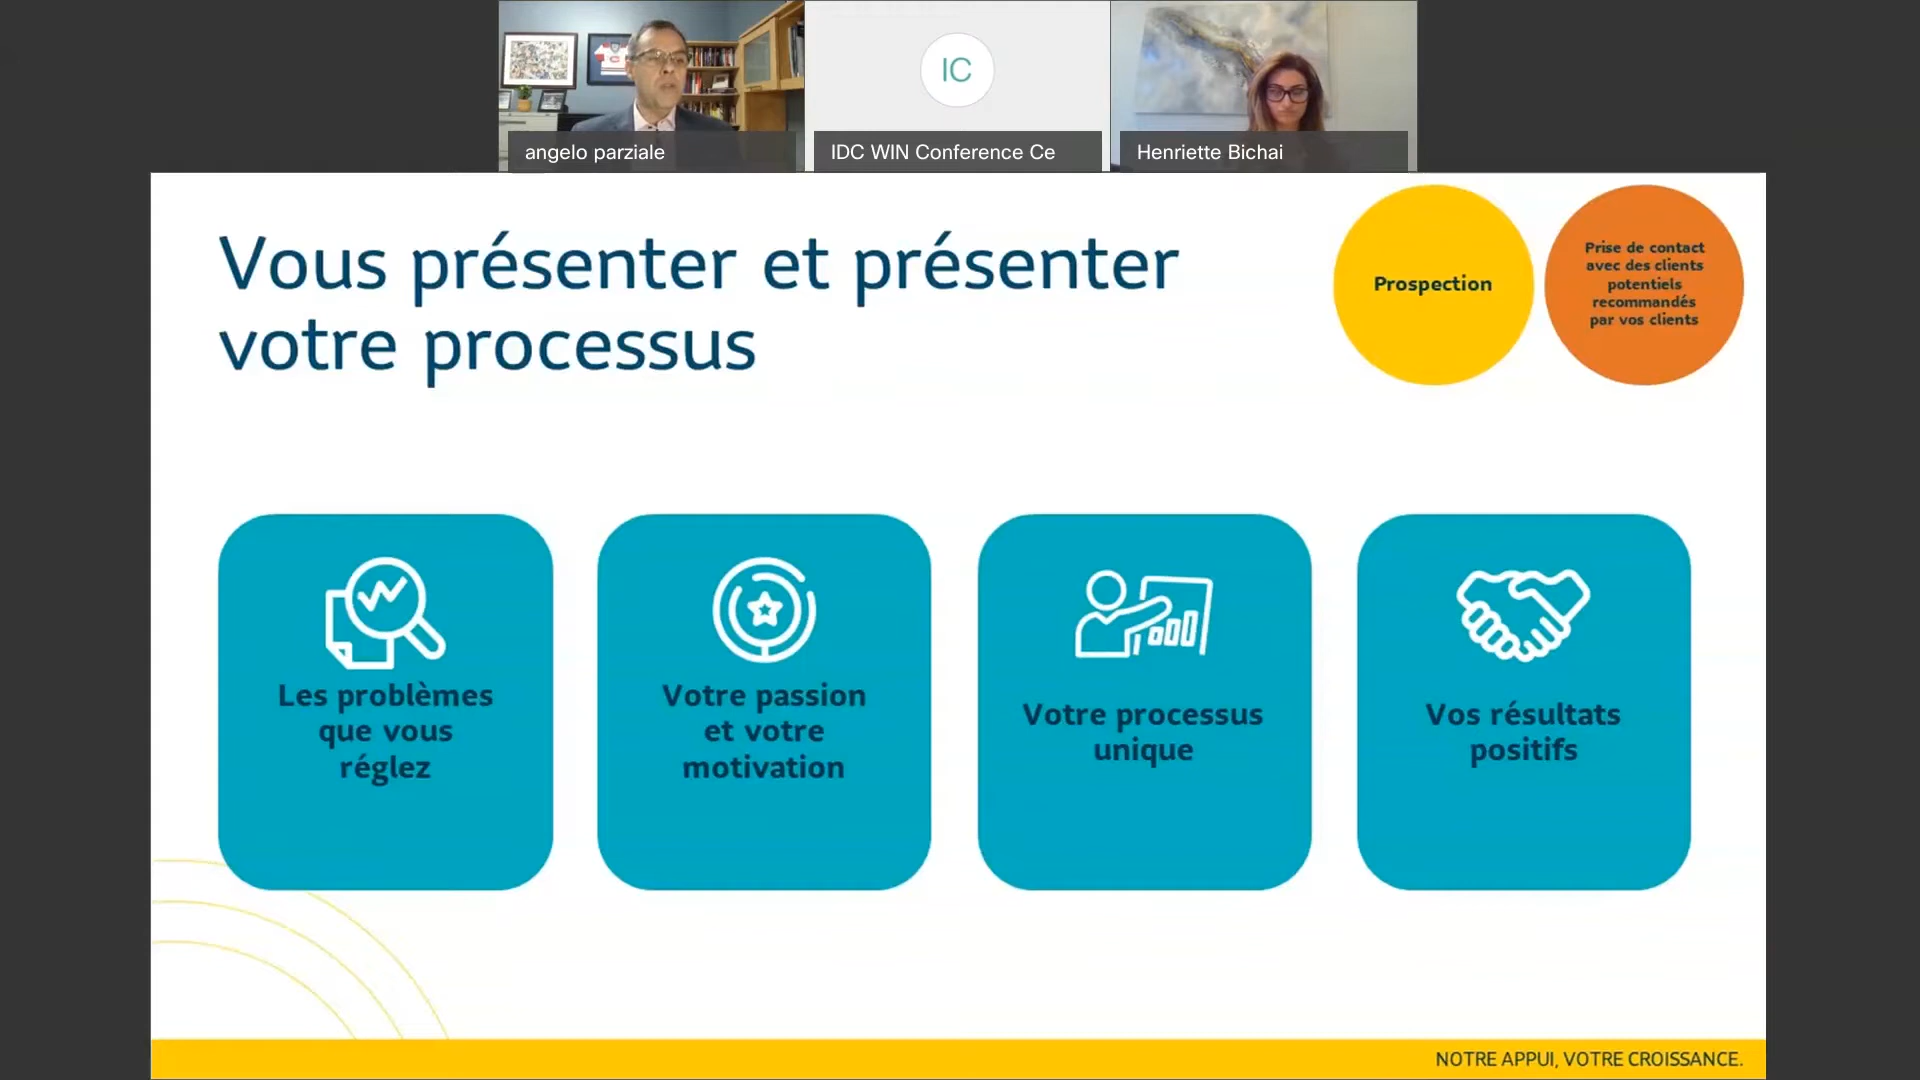 IC
angelo parziale
IDC WIN Conference Ce
Henriette Bichai
Vous présenter et présenter
votre processus
Prospection
Prise de contact
avec des clients
potentiels
recommandés
par vos clients
Les problèmes
que vous
réglez
Votre passion
et votre
motivation
Votre processus
unique
Vos résultats
positifs
NOTRE APPUI, VOTRE CROISSANCE.